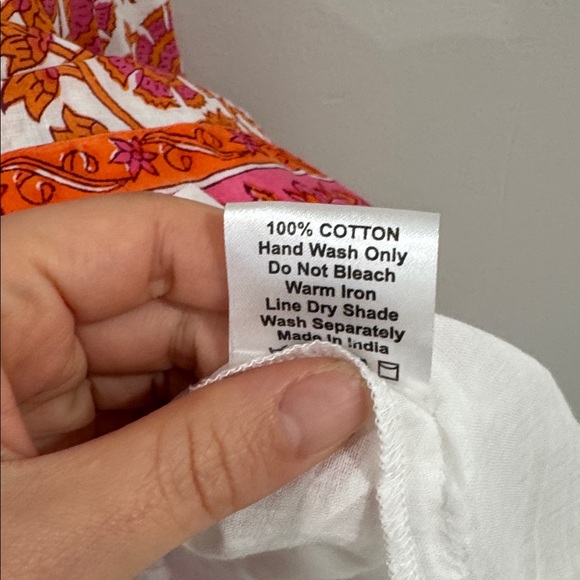 100% COTTON
Hand Wash Only
Do Not Bleach
Warm Iron
Line Dry Shade
Wash Separately
Made In India